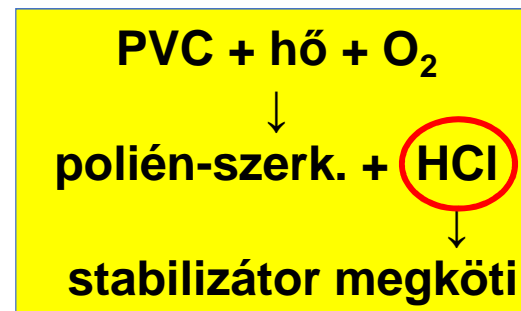 PVC + hő + O₂
↓
polién-szerk. + HCl
↓
stabilizátor megköti